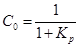 C₀ = 1 / (1 + Kₚ)